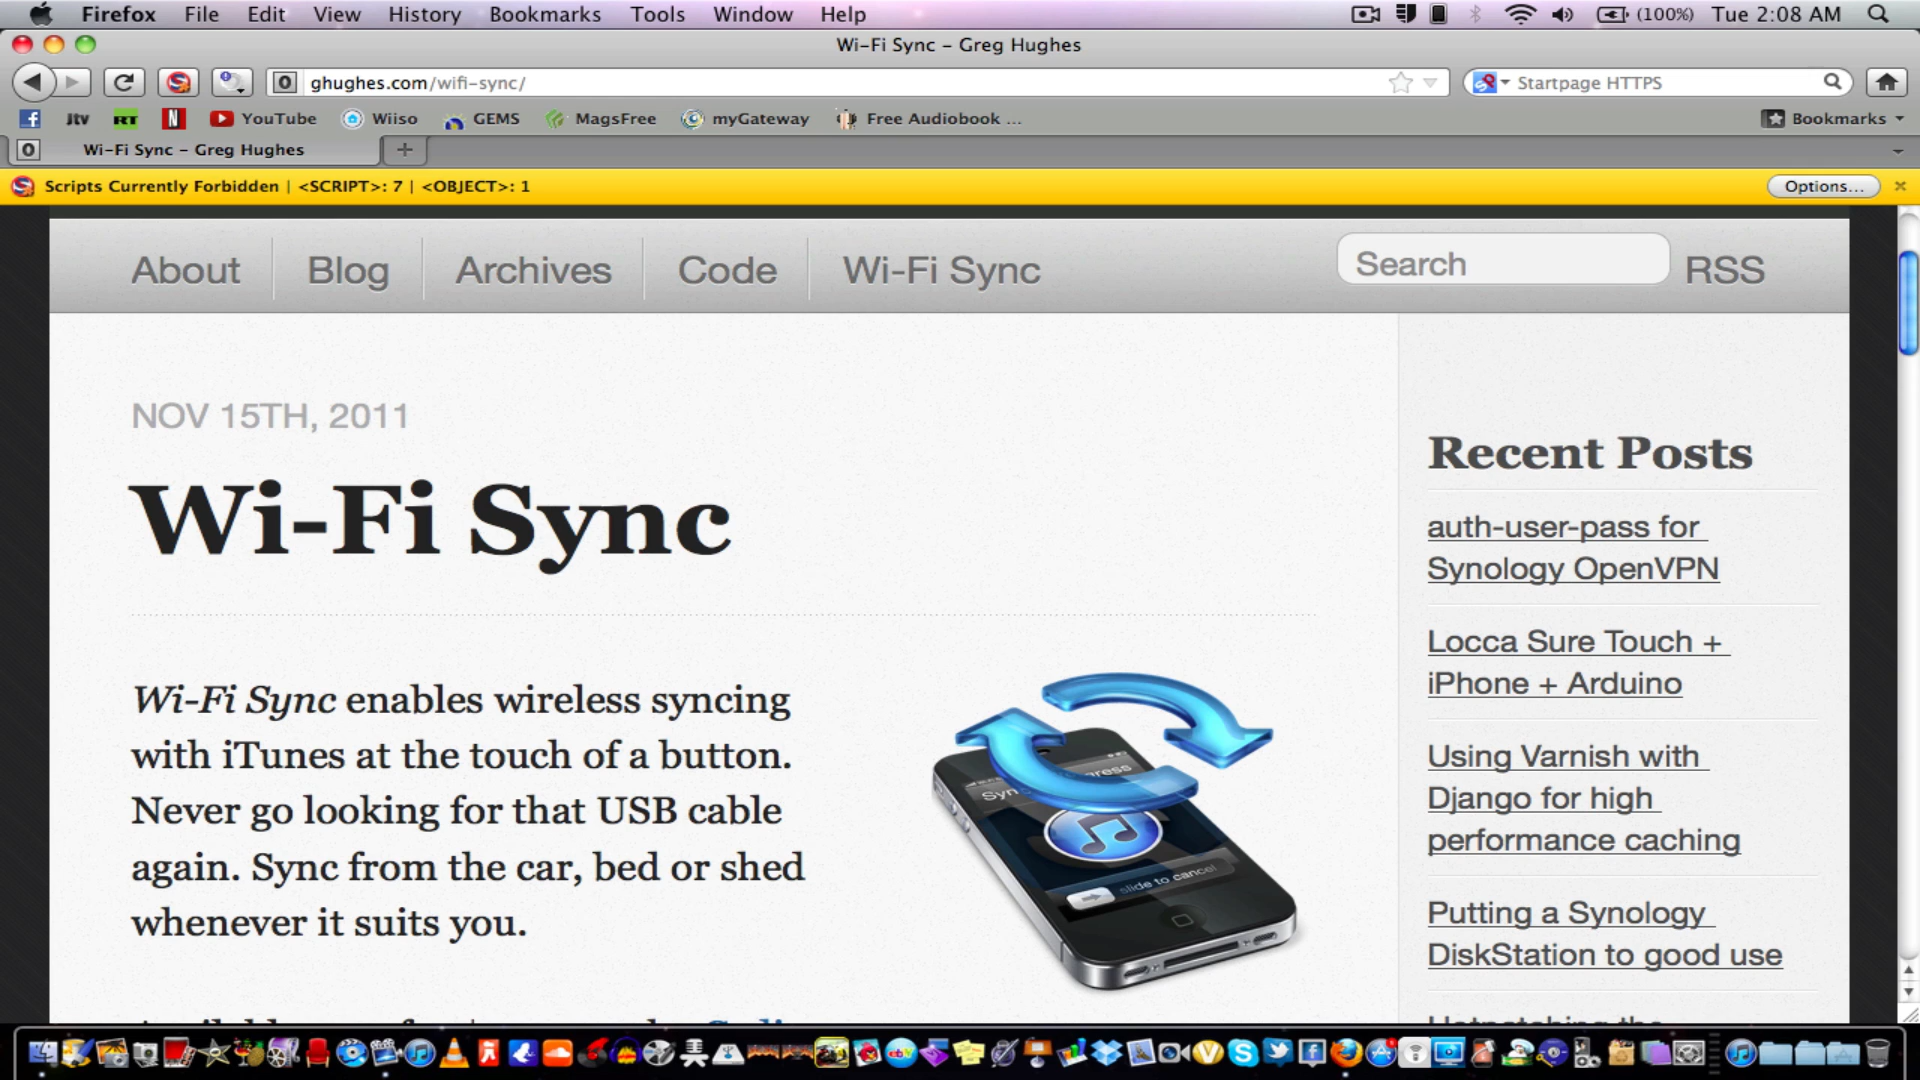 Firefox File Edit View History Bookmarks Tools Window Help (100%) Tue 2:08 AM
Wi-Fi Sync – Greg Hughes
ghughes.com/wifi-sync/ Startpage HTTPS
Jtv RT N YouTube Wiiso GEMS MagsFree myGateway Free Audiobook ... Bookmarks
Wi-Fi Sync – Greg Hughes
Scripts Currently Forbidden | <SCRIPT>: 7 | <OBJECT>: 1 Options...
About Blog Archives Code Wi-Fi Sync Search RSS
NOV 15TH, 2011
Wi-Fi Sync
Wi-Fi Sync enables wireless syncing
with iTunes at the touch of a button.
Never go looking for that USB cable
again. Sync from the car, bed or shed
whenever it suits you.
slide to cancel
Recent Posts
auth-user-pass for
Synology OpenVPN
Locca Sure Touch +
iPhone + Arduino
Using Varnish with
Django for high
performance caching
Putting a Synology
DiskStation to good use